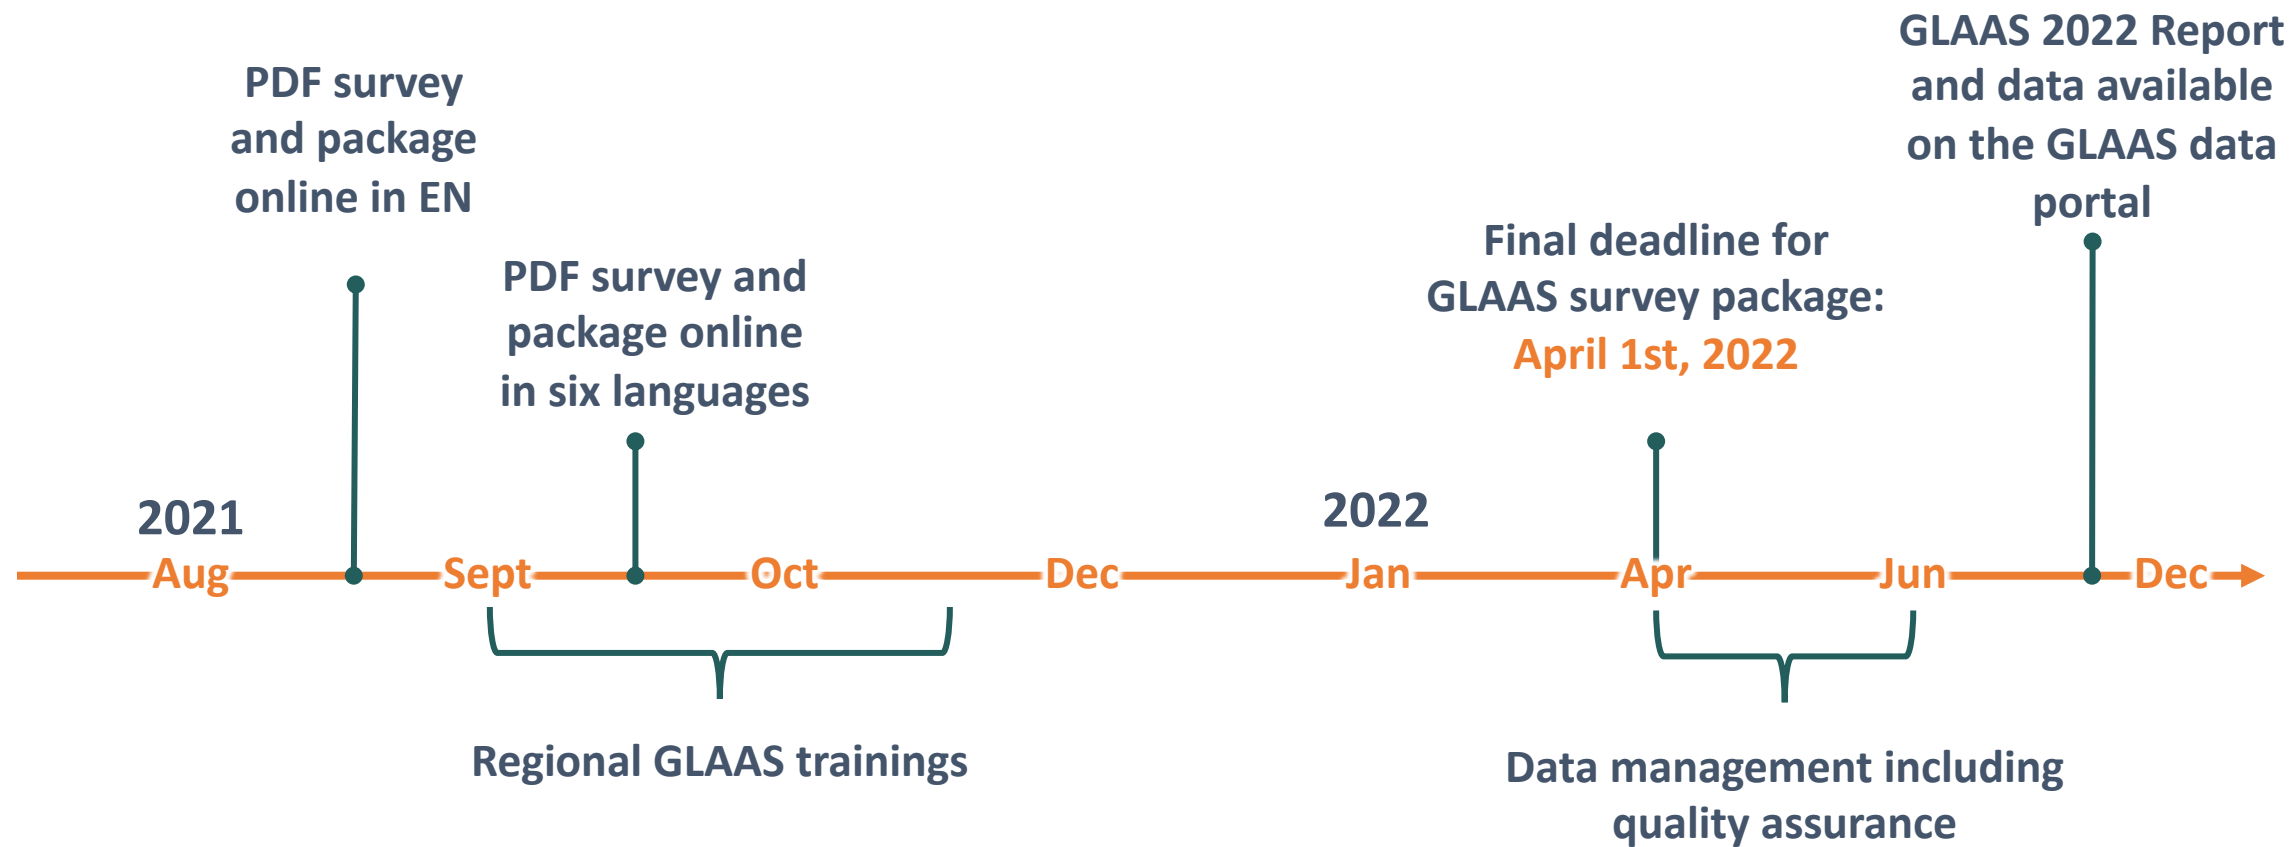 PDF survey
and package
online in EN
PDF survey and
package online
in six languages
Final deadline for
GLAAS survey package:
April 1st, 2022
GLAAS 2022 Report
and data available
on the GLAAS data
portal
2021
2022
Aug
Sept
Oct
Dec
Jan
Apr
Jun
Dec
Regional GLAAS trainings
Data management including
quality assurance